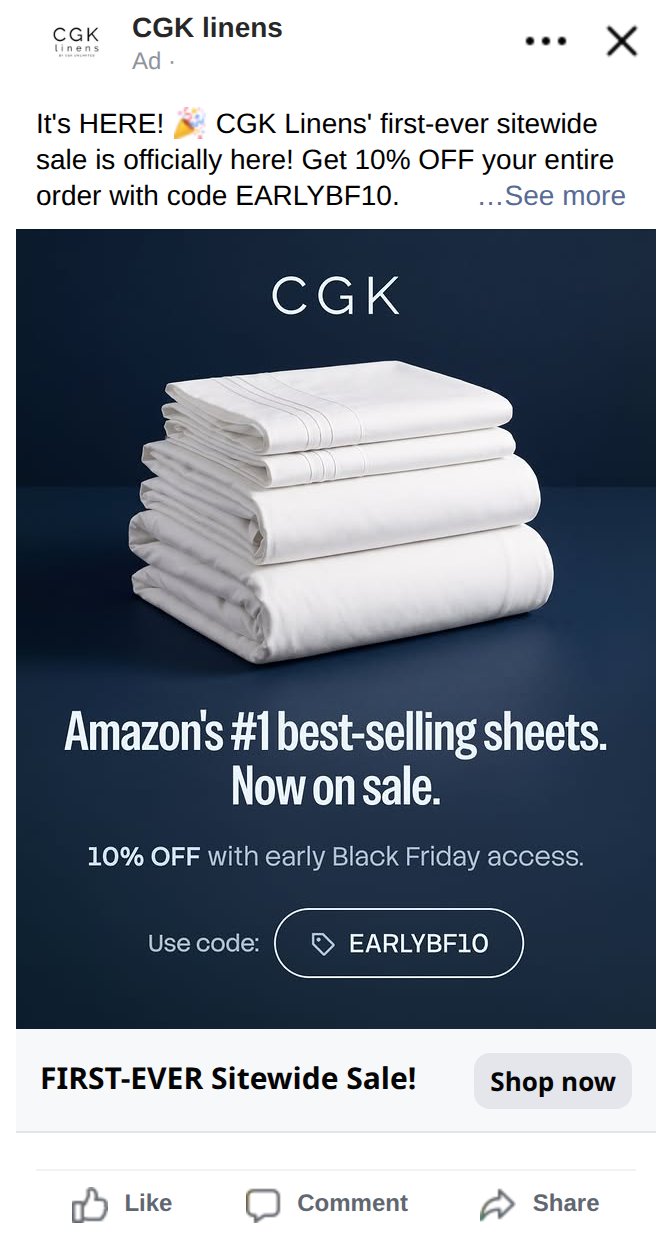 CGK
linens
CGK linens
Ad ·
It's HERE! 🎉 CGK Linens' first-ever sitewide
sale is officially here! Get 10% OFF your entire
order with code EARLYBF10. ...See more
CGK
Amazon's #1 best-selling sheets.
Now on sale.
10% OFF with early Black Friday access.
Use code: EARLYBF10
FIRST-EVER Sitewide Sale!
Shop now
Like Comment Share